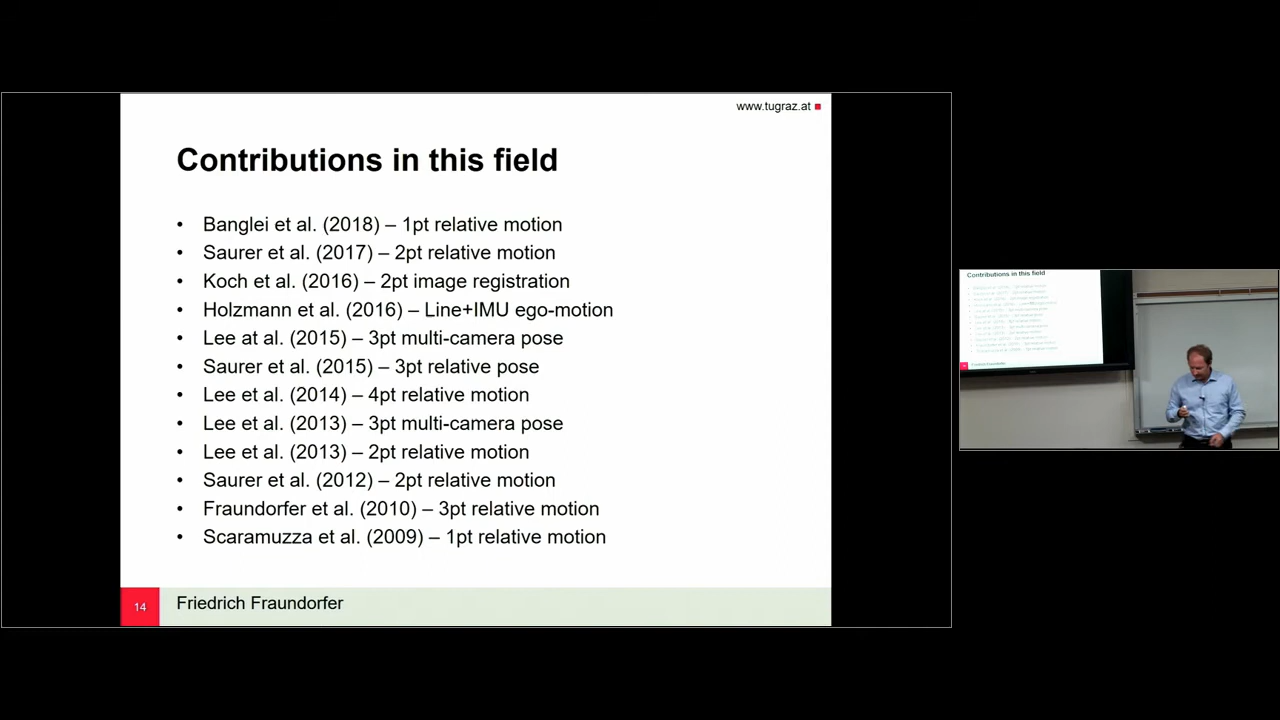 www.tugraz.at
Contributions in this field
• Banglei et al. (2018) – 1pt relative motion
• Saurer et al. (2017) – 2pt relative motion
• Koch et al. (2016) – 2pt image registration
• Holzmann et al. (2016) – Line+IMU ego-motion
• Lee at al. (2015) – 3pt multi-camera pose
• Saurer et al. (2015) – 3pt relative pose
• Lee et al. (2014) – 4pt relative motion
• Lee et al. (2013) – 3pt multi-camera pose
• Lee et al. (2013) – 2pt relative motion
• Saurer et al. (2012) – 2pt relative motion
• Fraundorfer et al. (2010) – 3pt relative motion
• Scaramuzza et al. (2009) – 1pt relative motion
14 Friedrich Fraundorfer
Contributions in this field